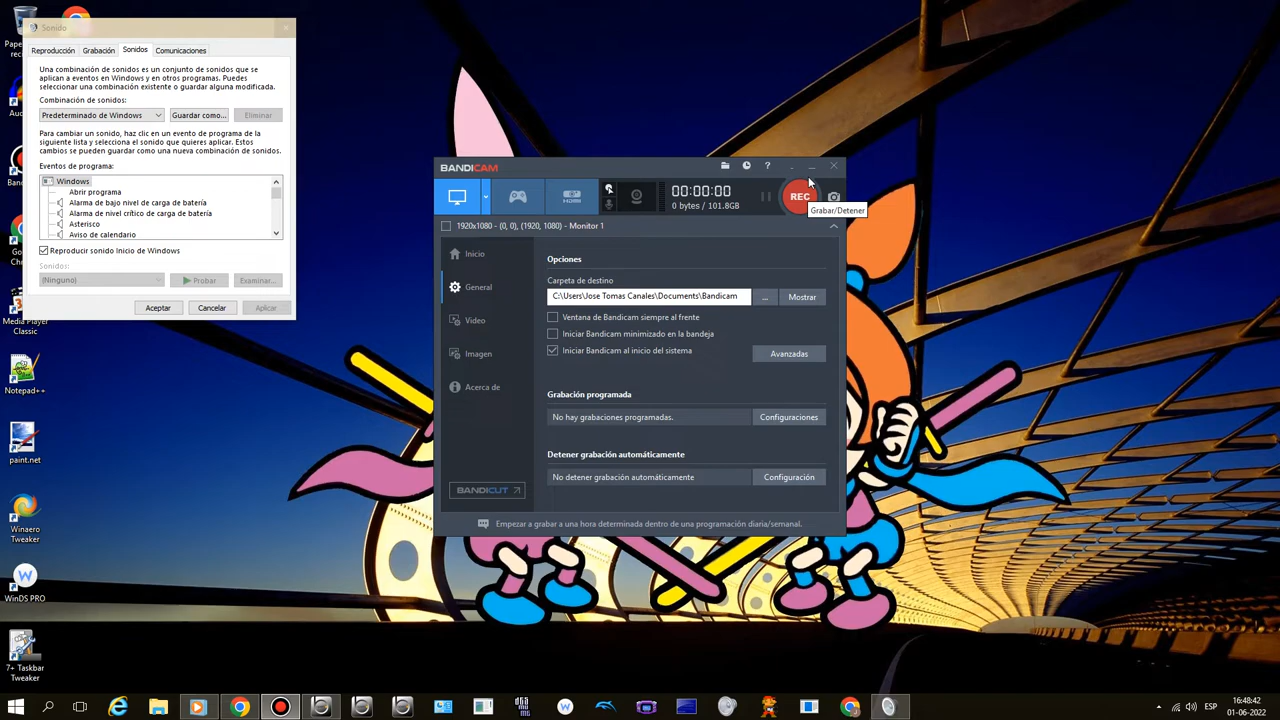 Sonido
Reproducción Grabación Sonidos Comunicaciones
Una combinación de sonidos es un conjunto de sonidos que se
aplican a eventos en Windows y en otros programas. Puedes
seleccionar una combinación existente o guardar alguna modificada.
Combinación de sonidos:
Predeterminado de Windows Guardar como... Eliminar
Para cambiar un sonido, haz clic en un evento de programa de la
siguiente lista y selecciona el sonido que quieres aplicar. Estos
cambios se pueden guardar como una nueva combinación de sonidos.
Eventos de programa:
Windows
Abrir programa
Alarma de bajo nivel de carga de batería
Alarma de nivel crítico de carga de batería
Asterisco
Aviso de calendario
Reproducir sonido Inicio de Windows
Sonidos:
(Ninguno) Probar Examinar...
Aceptar Cancelar Aplicar
Media Player
Classic
Notepad++
paint.net
Winaero
Tweaker
WinDS PRO
7+ Taskbar
Tweaker
BANDICAM
HDMI
00:00:00
0 bytes / 101.8GB
REC
Grabar/Detener
1920x1080 - (0, 0), (1920, 1080) - Monitor 1
Inicio
General
Video
Imagen
Acerca de
BANDICUT
Opciones
Carpeta de destino
C:\Users\Jose Tomas Canales\Documents\Bandicam ... Mostrar
Ventana de Bandicam siempre al frente
Iniciar Bandicam minimizado en la bandeja
Iniciar Bandicam al inicio del sistema
Avanzadas
Grabación programada
No hay grabaciones programadas. Configuraciones
Detener grabación automáticamente
No detener grabación automáticamente Configuración
Empezar a grabar a una hora determinada dentro de una programación diaria/semanal.
ESP
16:48:42
01-06-2022